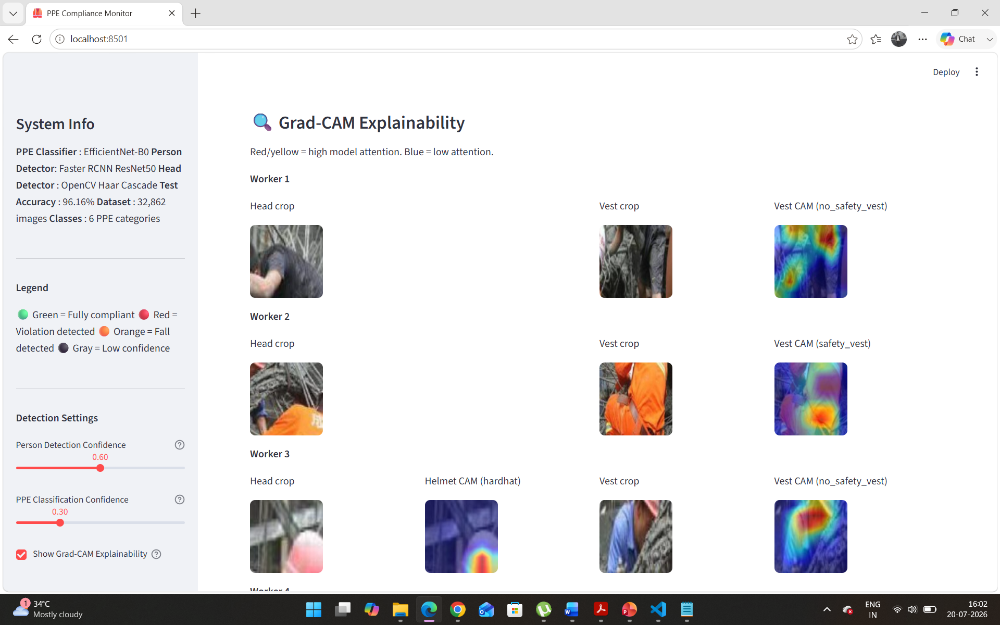 PPE Compliance Monitor
localhost:8501
Chat
Deploy
System Info
PPE Classifier : EfficientNet-B0 Person
Detector: Faster RCNN ResNet50 Head
Detector : OpenCV Haar Cascade Test
Accuracy : 96.16% Dataset : 32,862
images Classes : 6 PPE categories
Legend
Green = Fully compliant Red =
Violation detected Orange = Fall
detected Gray = Low confidence
Detection Settings
Person Detection Confidence
0.60
PPE Classification Confidence
0.30
Show Grad-CAM Explainability
Grad-CAM Explainability
Red/yellow = high model attention. Blue = low attention.
Worker 1
Head crop
Vest crop
Vest CAM (no_safety_vest)
Worker 2
Head crop
Vest crop
Vest CAM (safety_vest)
Worker 3
Head crop
Helmet CAM (hardhat)
Vest crop
Vest CAM (no_safety_vest)
Worker 4
1
34°C
Mostly cloudy
ENG
IN
16:02
20-07-2026